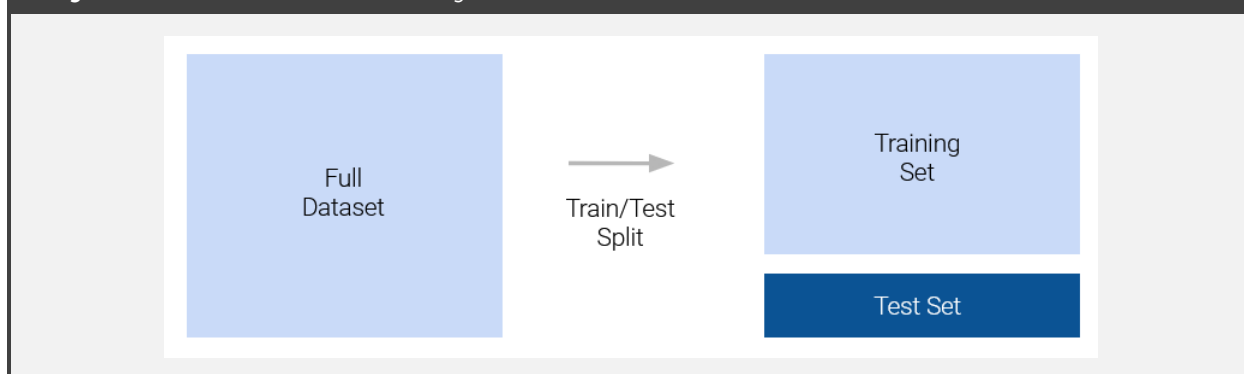 Full
Dataset
Train/Test
Split
Training
Set
Test Set